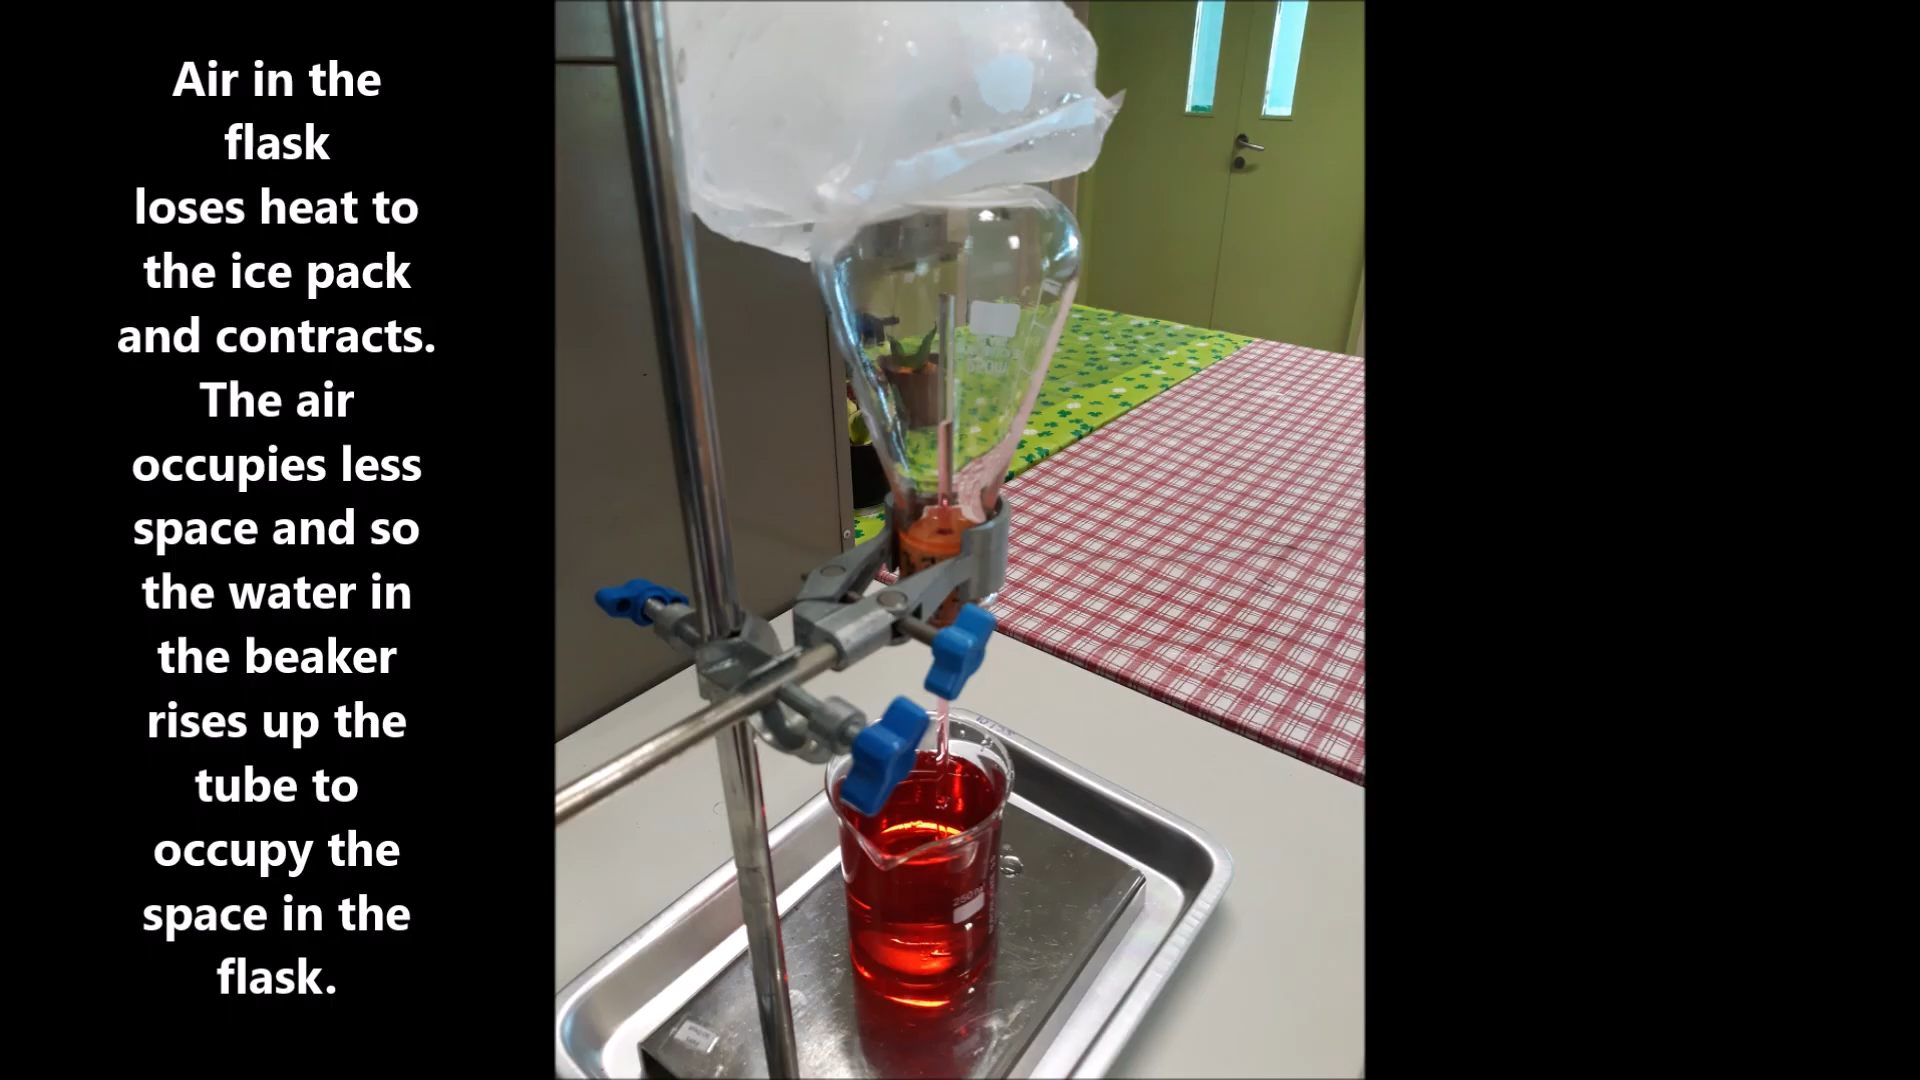 Air in the
flask
loses heat to
the ice pack
and contracts.
The air
occupies less
space and so
the water in
the beaker
rises up the
tube to
occupy the
space in the
flask.